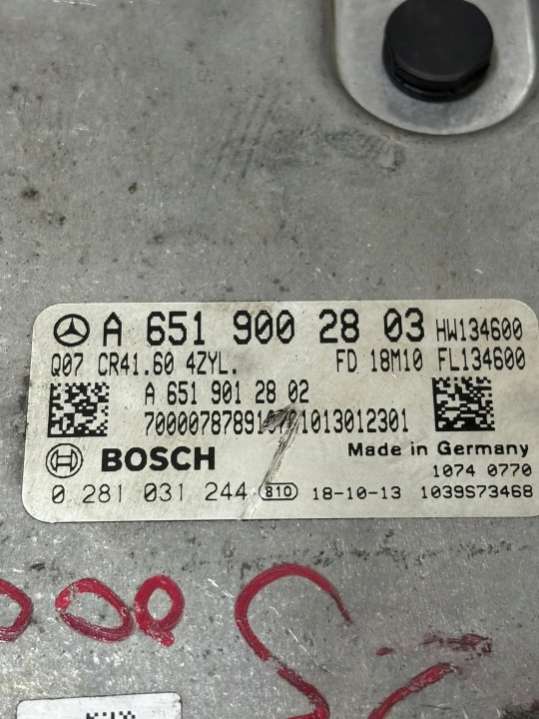 A 651 900 28 03 HW134600
Q07 CR41.60 4ZYL. FD 18M10 FL134600
A 651 901 28 02
BOSCH Made in Germany
1074 0770
0 281 031 244 810 18-10-13 1039S73468